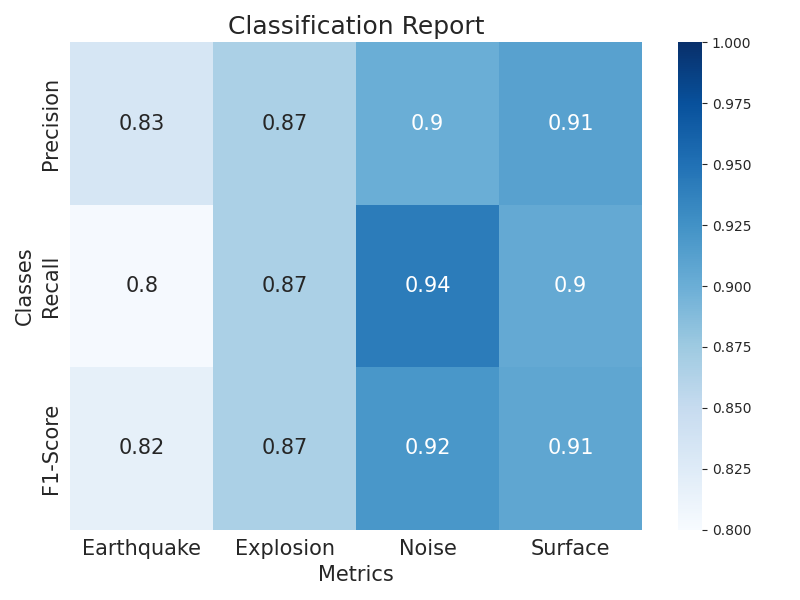 Classification Report
Classes
Precision
0.83 0.87 0.9 0.91
Recall
0.8 0.87 0.94 0.9
F1-Score
0.82 0.87 0.92 0.91
Earthquake Explosion Noise Surface
Metrics
1.000
0.975
0.950
0.925
0.900
0.875
0.850
0.825
0.800